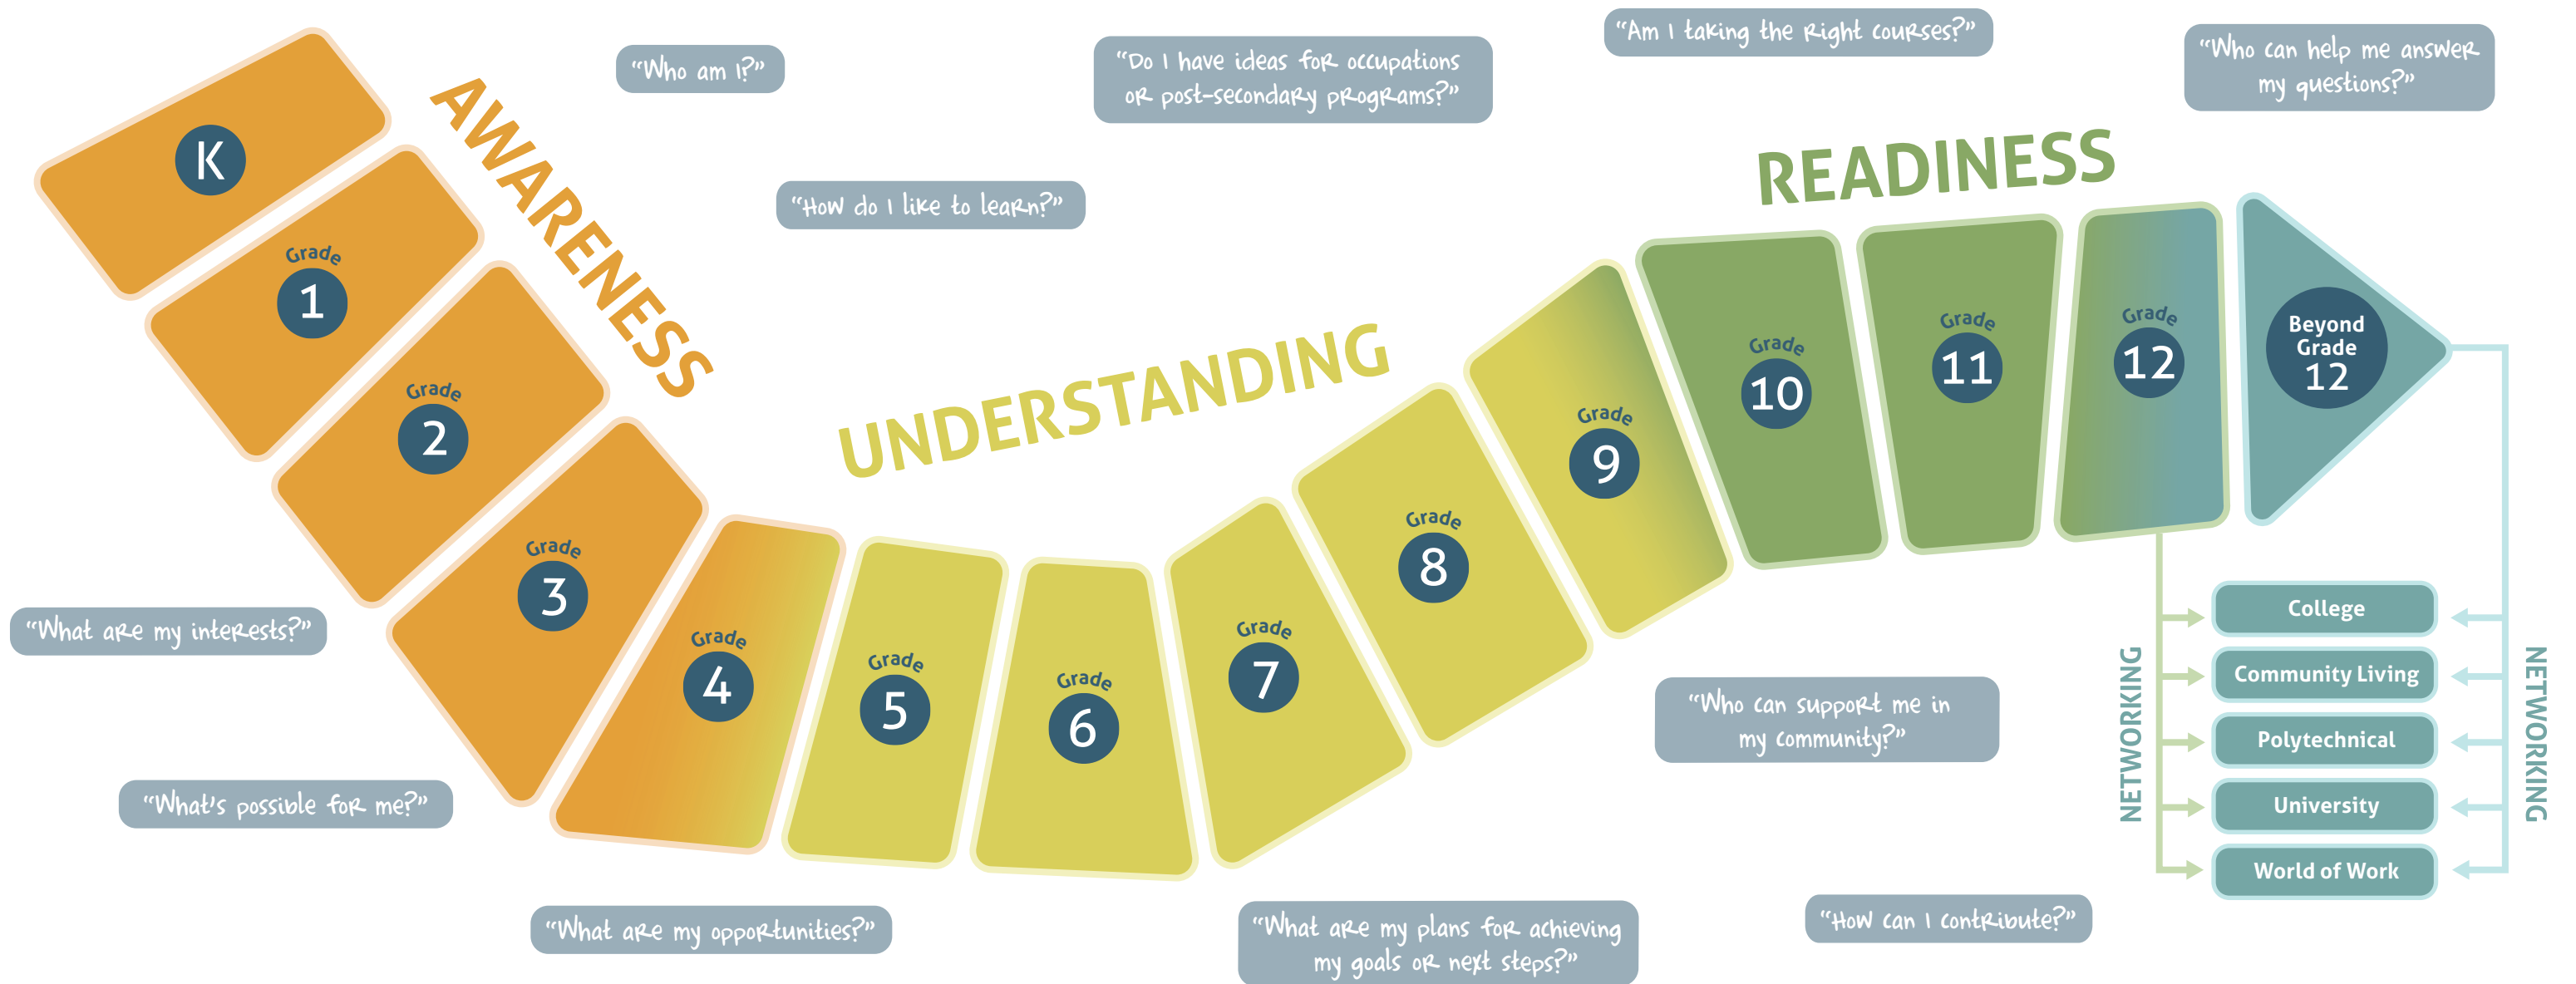 K
Grade
1
Grade
2
Grade
3
Grade
4
Grade
5
Grade
6
Grade
7
Grade
8
Grade
9
Grade
10
Grade
11
Grade
12
Beyond
Grade
12
AWARENESS
UNDERSTANDING
READINESS
“Who am I?”
“How do I like to learn?”
“Do I have ideas for occupations
or post-secondary programs?”
“Am I taking the right courses?”
“Who can help me answer
my questions?”
“What are my interests?”
“What's possible for me?”
“What are my opportunities?”
“What are my plans for achieving
my goals or next steps?”
“Who can support me in
my community?”
“How can I contribute?”
NETWORKING
College
Community Living
Polytechnical
University
World of Work
NETWORKING